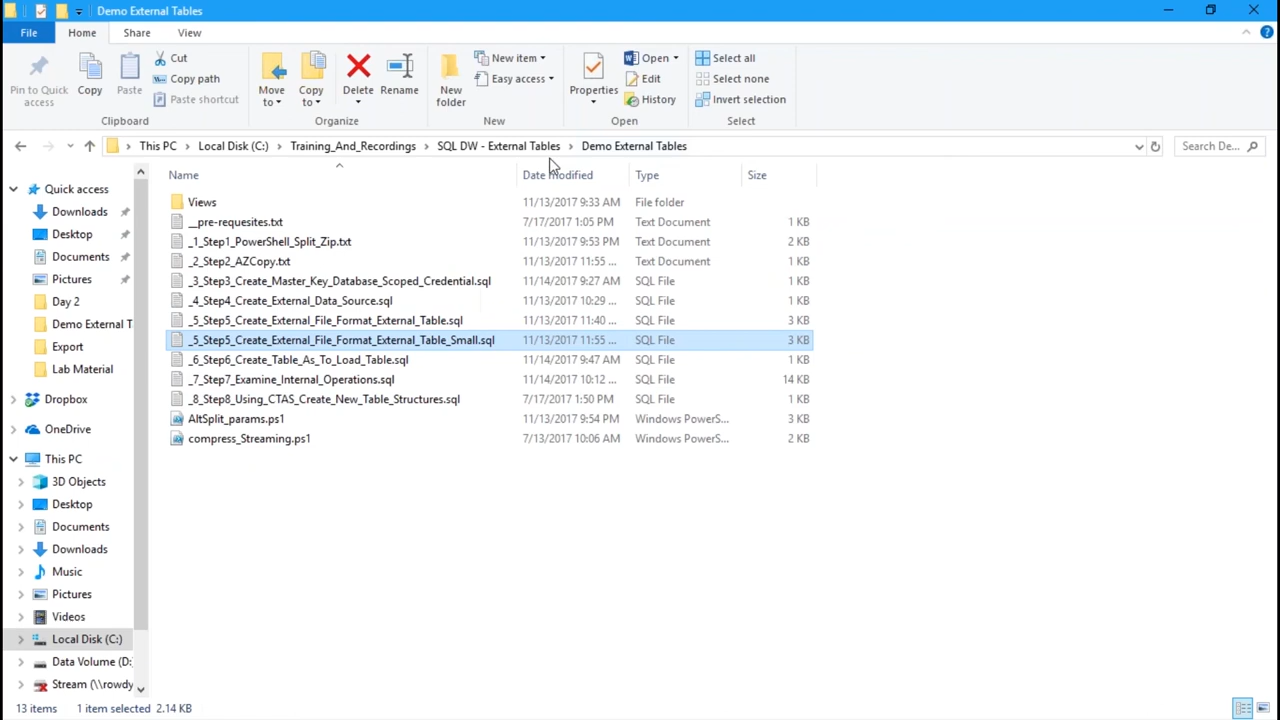 Demo External Tables
File Home Share View
Pin to Quick access
Copy
Paste
Cut
Copy path
Paste shortcut
Clipboard
Move to
Copy to
Delete
Rename
Organize
New folder
New item
Easy access
New
Properties
Open
Edit
History
Open
Select all
Select none
Invert selection
Select
This PC › Local Disk (C:) › Training_And_Recordings › SQL DW - External Tables › Demo External Tables
Search De...
Name Date modified Type Size
Views 11/13/2017 9:33 AM File folder
__pre-requesites.txt 7/17/2017 1:05 PM Text Document 1 KB
_1_Step1_PowerShell_Split_Zip.txt 11/13/2017 9:53 PM Text Document 2 KB
_2_Step2_AZCopy.txt 11/13/2017 11:55 ... Text Document 1 KB
_3_Step3_Create_Master_Key_Database_Scoped_Credential.sql 11/14/2017 9:27 AM SQL File 1 KB
_4_Step4_Create_External_Data_Source.sql 11/13/2017 10:29 ... SQL File 1 KB
_5_Step5_Create_External_File_Format_External_Table.sql 11/13/2017 11:40 ... SQL File 3 KB
_5_Step5_Create_External_File_Format_External_Table_Small.sql 11/13/2017 11:55 ... SQL File 3 KB
_6_Step6_Create_Table_As_To_Load_Table.sql 11/14/2017 9:47 AM SQL File 1 KB
_7_Step7_Examine_Internal_Operations.sql 11/14/2017 10:12 ... SQL File 14 KB
_8_Step8_Using_CTAS_Create_New_Table_Structures.sql 7/17/2017 1:50 PM SQL File 1 KB
AltSplit_params.ps1 11/13/2017 9:54 PM Windows PowerS... 3 KB
compress_Streaming.ps1 7/13/2017 10:06 AM Windows PowerS... 2 KB
Quick access
Downloads
Desktop
Documents
Pictures
Day 2
Demo External T
Export
Lab Material
Dropbox
OneDrive
This PC
3D Objects
Desktop
Documents
Downloads
Music
Pictures
Videos
Local Disk (C:)
Data Volume (D:
Stream (\\rowdy
13 items 1 item selected 2.14 KB